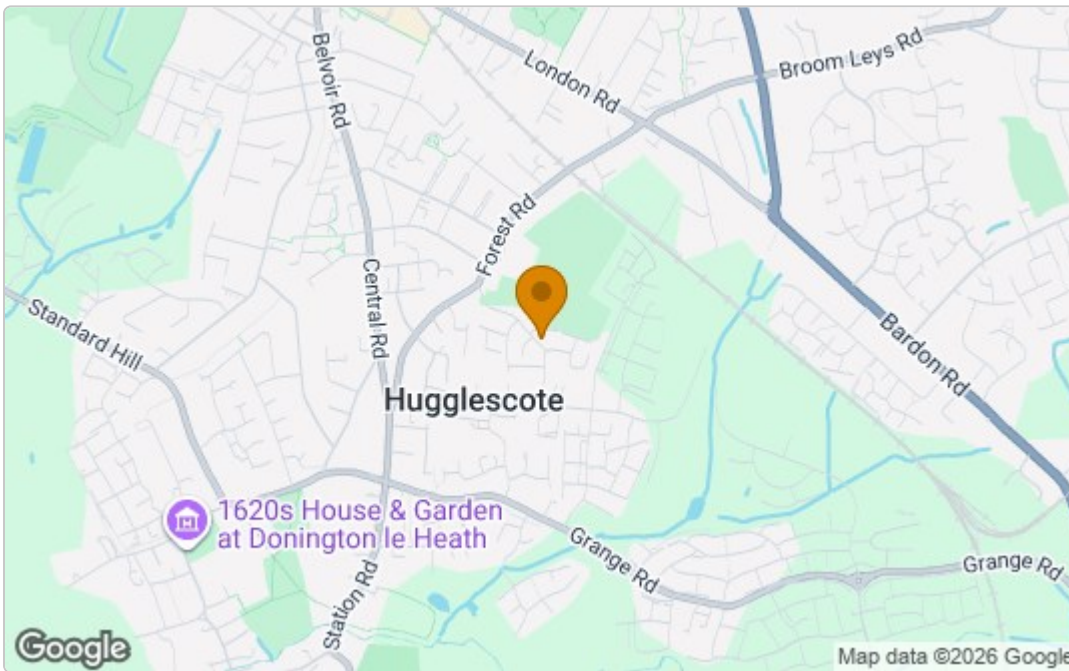 Belvoir Rd
London Rd
Broom Leys Rd
Forest Rd
Central Rd
Standard Hill
Bardon Rd
Hugglescote
1620s House & Garden
at Donington le Heath
Grange Rd
Grange Rd
Station Rd
Google
Map data ©2026 Google